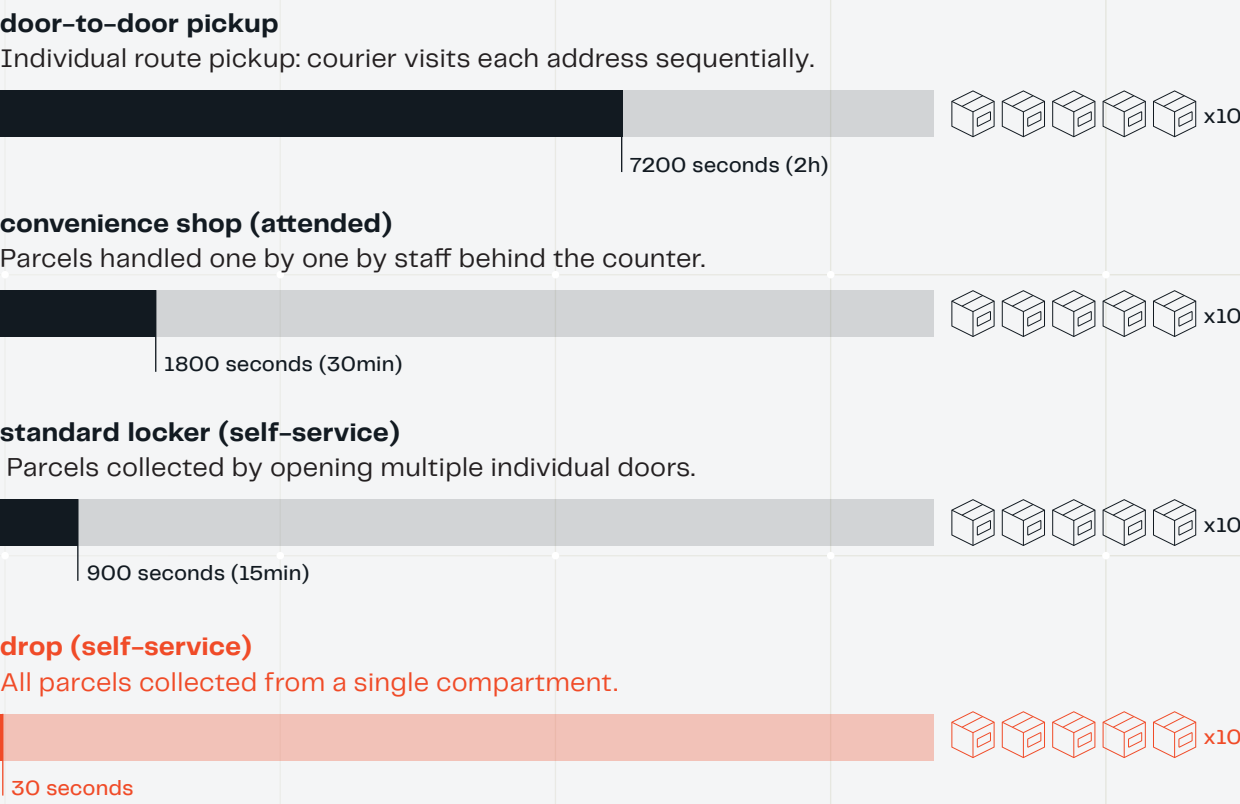 door-to-door pickup
Individual route pickup: courier visits each address sequentially.
x10
7200 seconds (2h)
convenience shop (attended)
Parcels handled one by one by staff behind the counter.
x10
1800 seconds (30min)
standard locker (self-service)
Parcels collected by opening multiple individual doors.
x10
900 seconds (15min)
drop (self-service)
All parcels collected from a single compartment.
x10
30 seconds